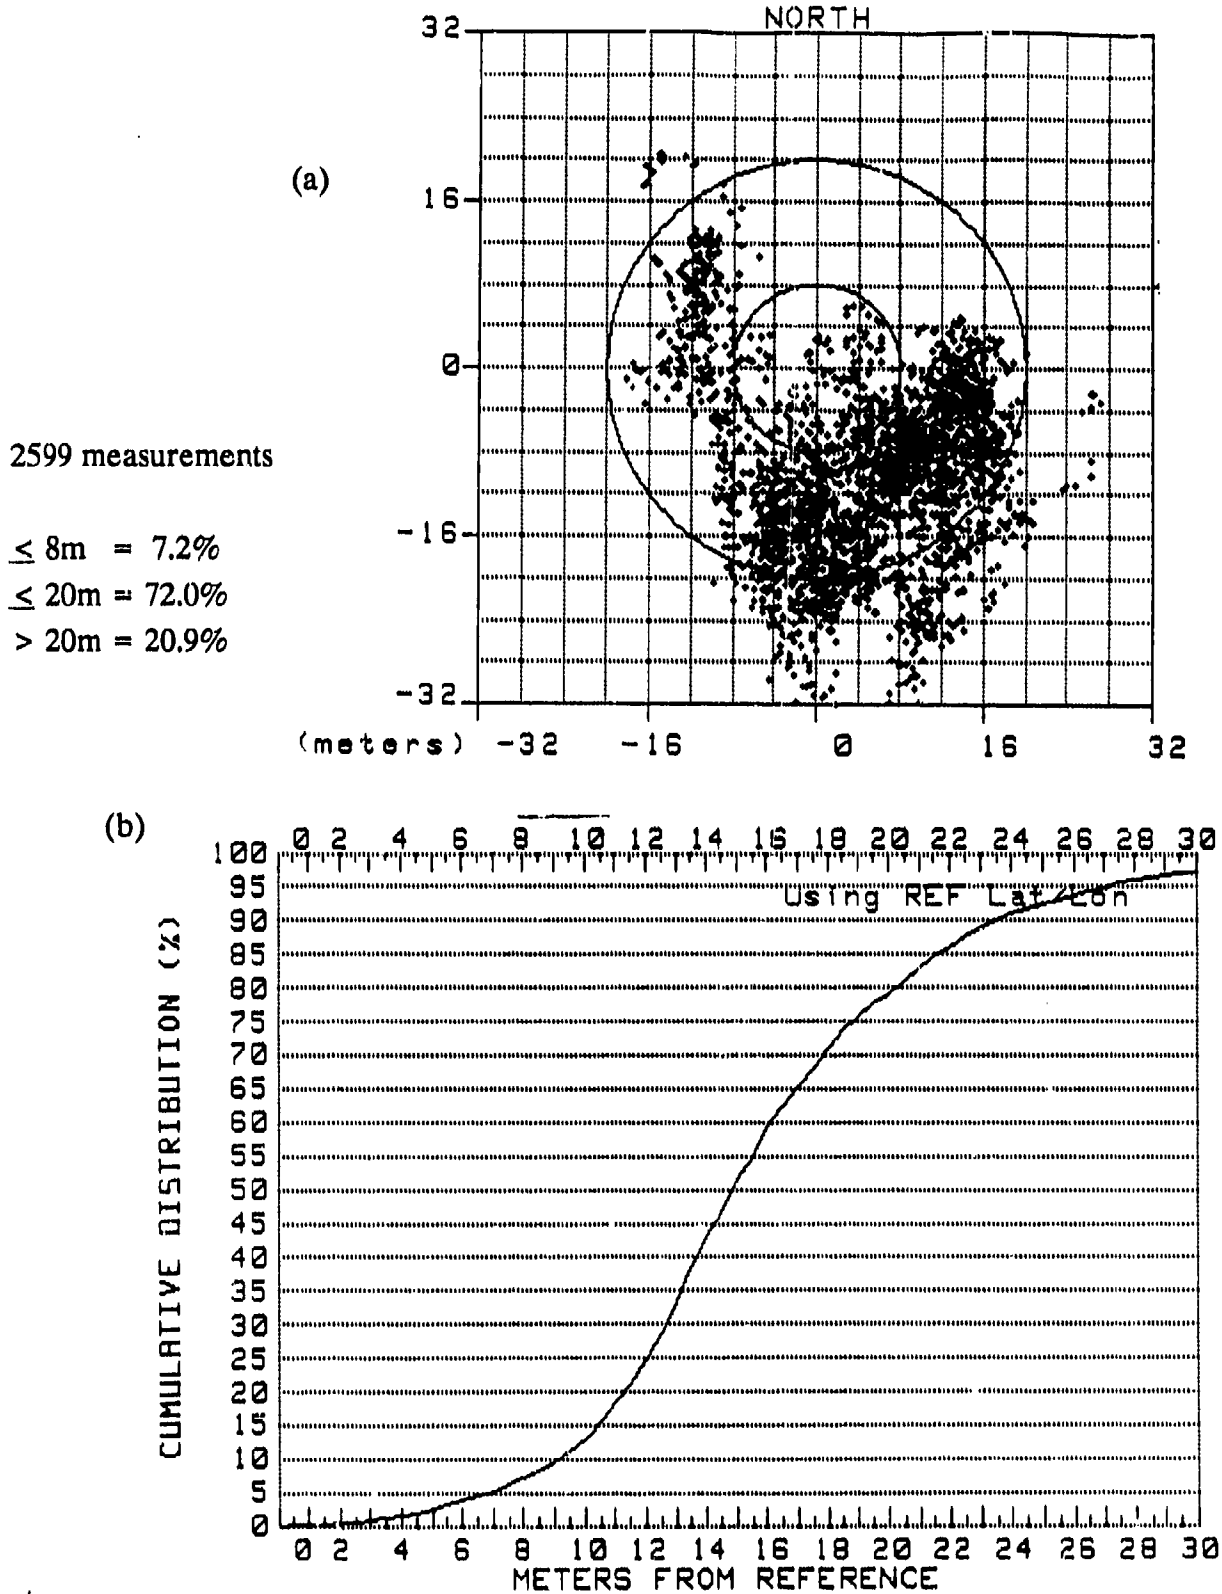 NORTH
32
(a)
16
0
2599 measurements
-16
≤ 8m = 7.2%
≤ 20m = 72.0%
> 20m = 20.9%
-32
(meters) -32 -16 0 16 32
(b)
0 2 4 6 8 10 12 14 16 18 20 22 24 26 28 30
100
Using REF Lat/Lon
95
90
85
80
75
70
65
60
55
50
45
40
35
30
25
20
15
10
5
0
CUMULATIVE DISTRIBUTION (%)
0 2 4 6 8 10 12 14 16 18 20 22 24 26 28 30
METERS FROM REFERENCE